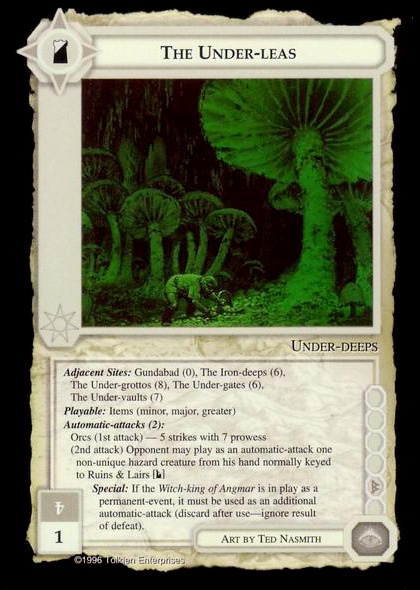 THE UNDER-LEAS
UNDER-DEEPS
Adjacent Sites: Gundabad (0), The Iron-deeps (6),
The Under-grottos (8), The Under-gates (6),
The Under-vaults (7)
Playable: Items (minor, major, greater)
Automatic-attacks (2):
Orcs (1st attack) — 5 strikes with 7 prowess
(2nd attack) Opponent may play as an automatic-attack one
non-unique hazard creature from his hand normally keyed
to Ruins & Lairs [ ]
Special: If the Witch-king of Angmar is in play as a
permanent-event, it must be used as an additional
automatic-attack (discard after use—ignore result
of defeat).
4
1
ART BY TED NASMITH
©1996 Tolkien Enterprises